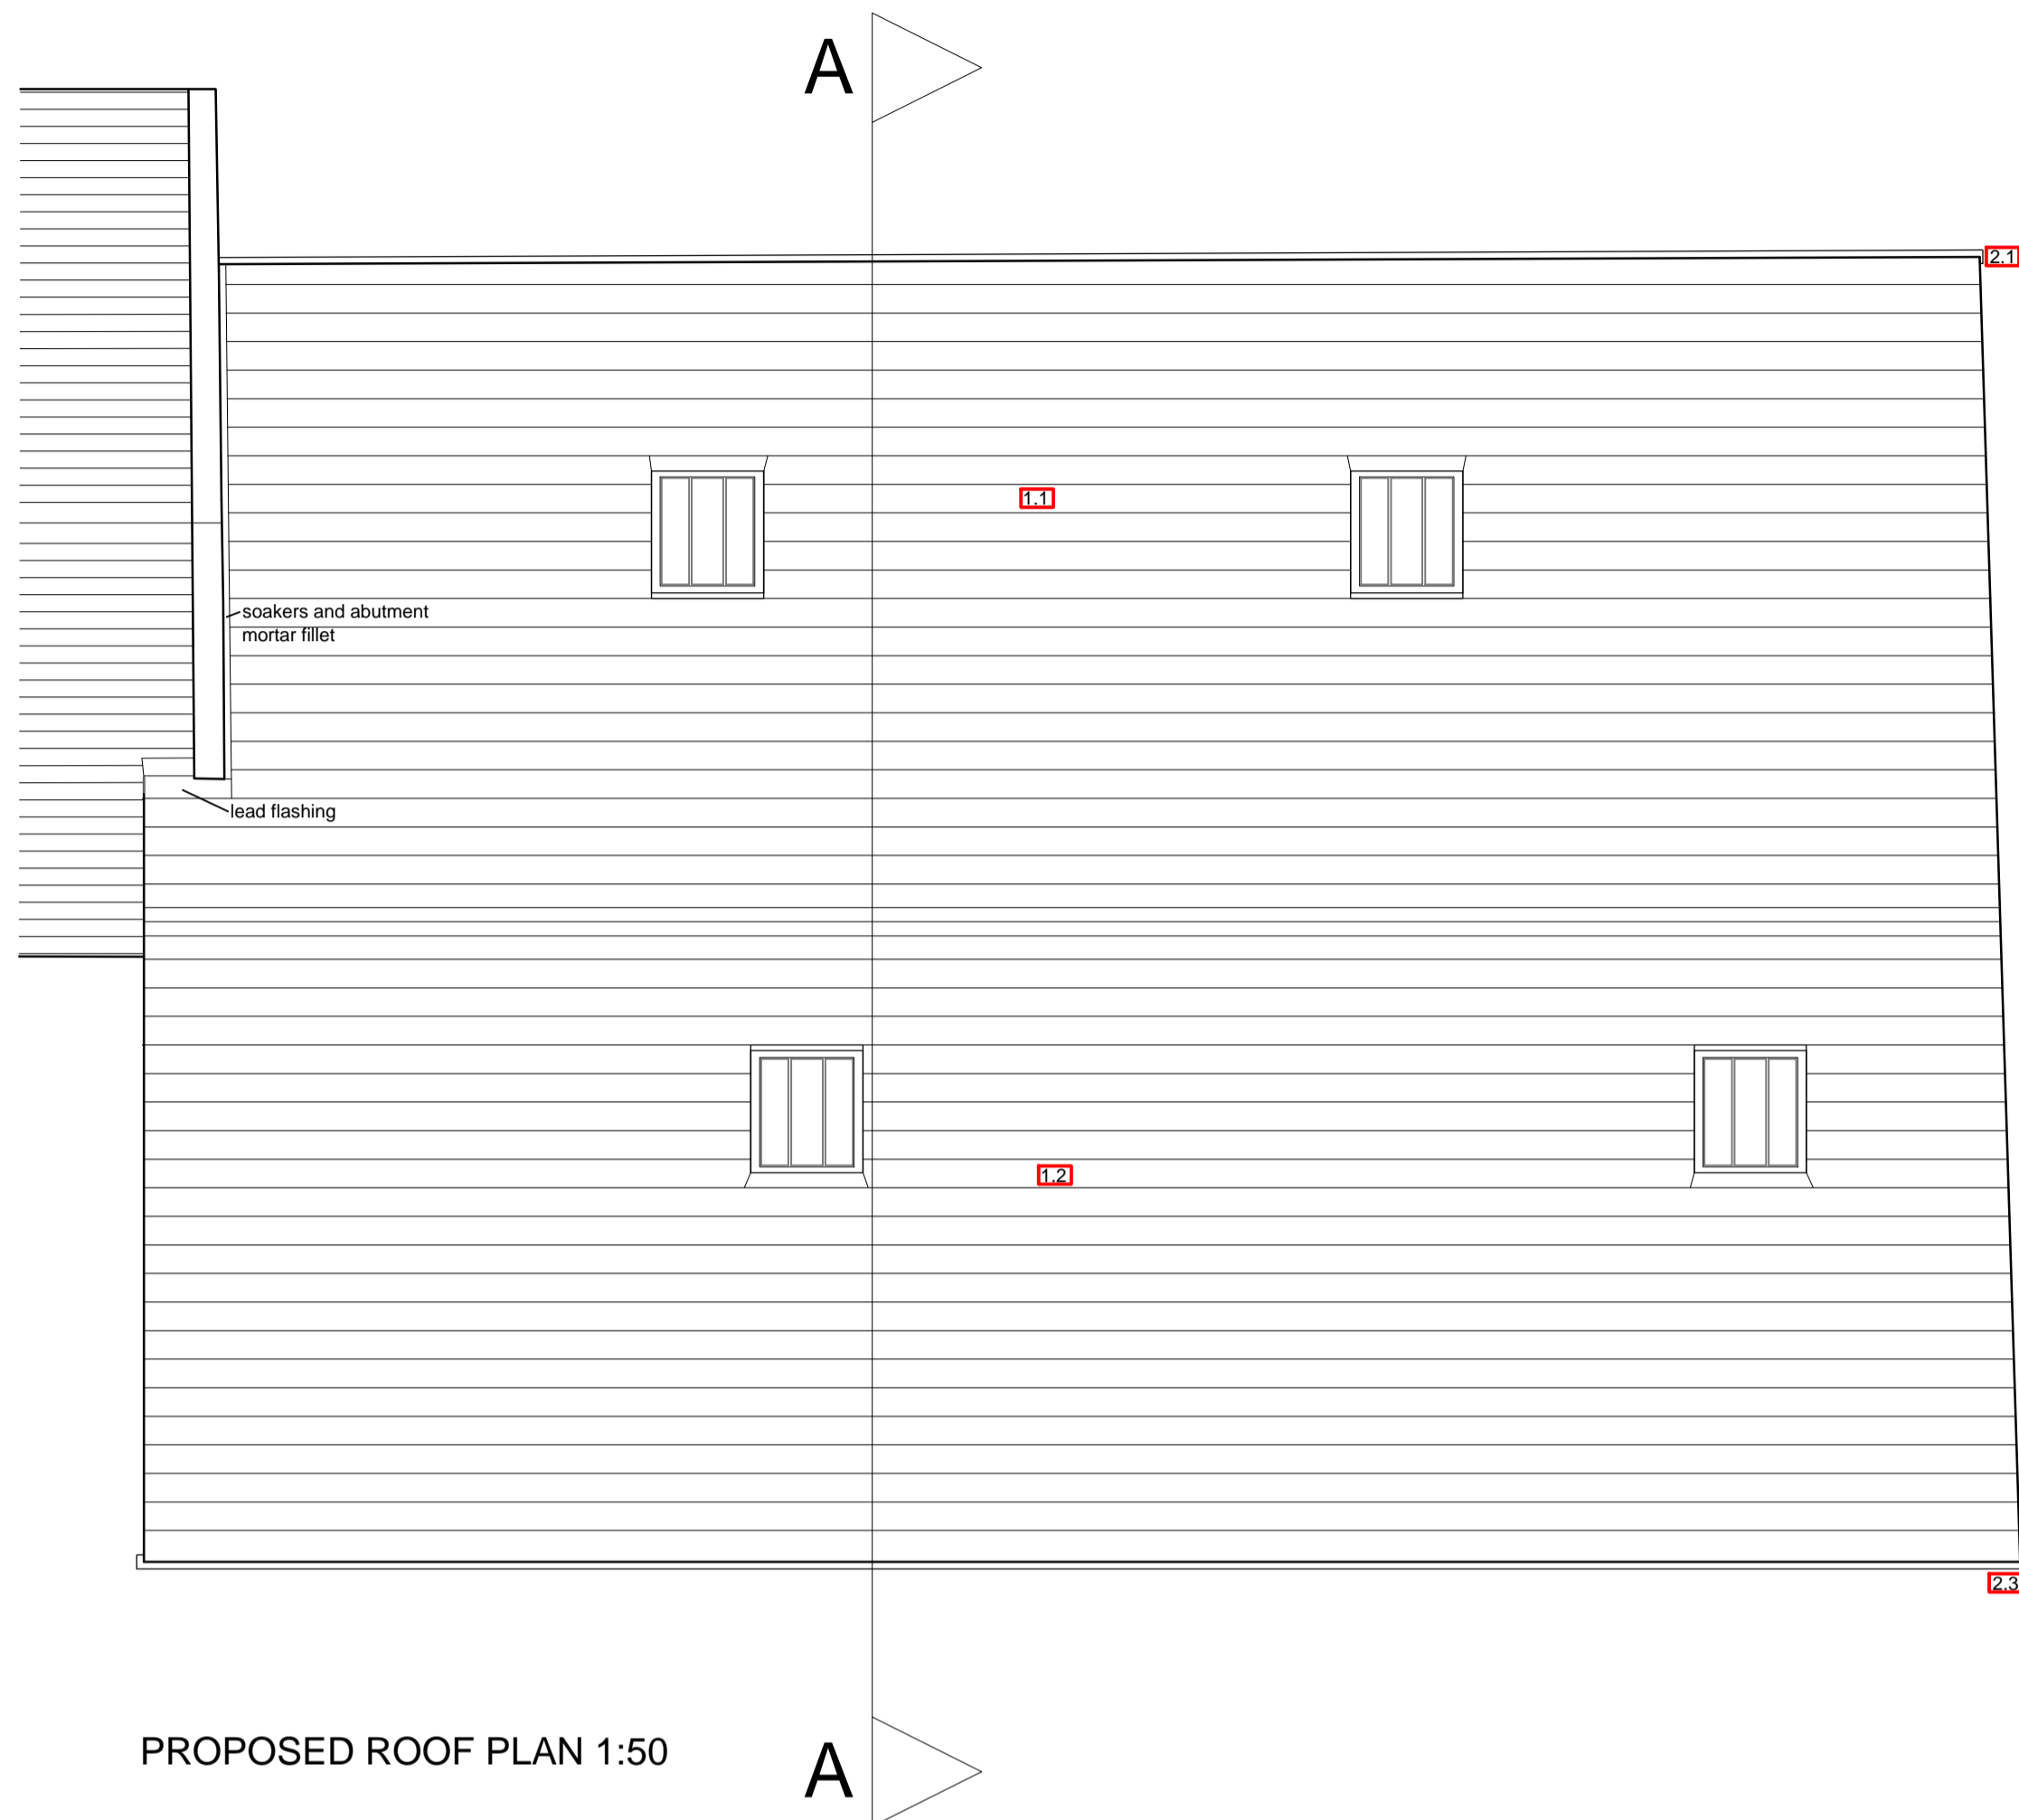 A
2.1
1.1
soakers and abutment
mortar fillet
lead flashing
1.2
2.3
PROPOSED ROOF PLAN 1:50
A